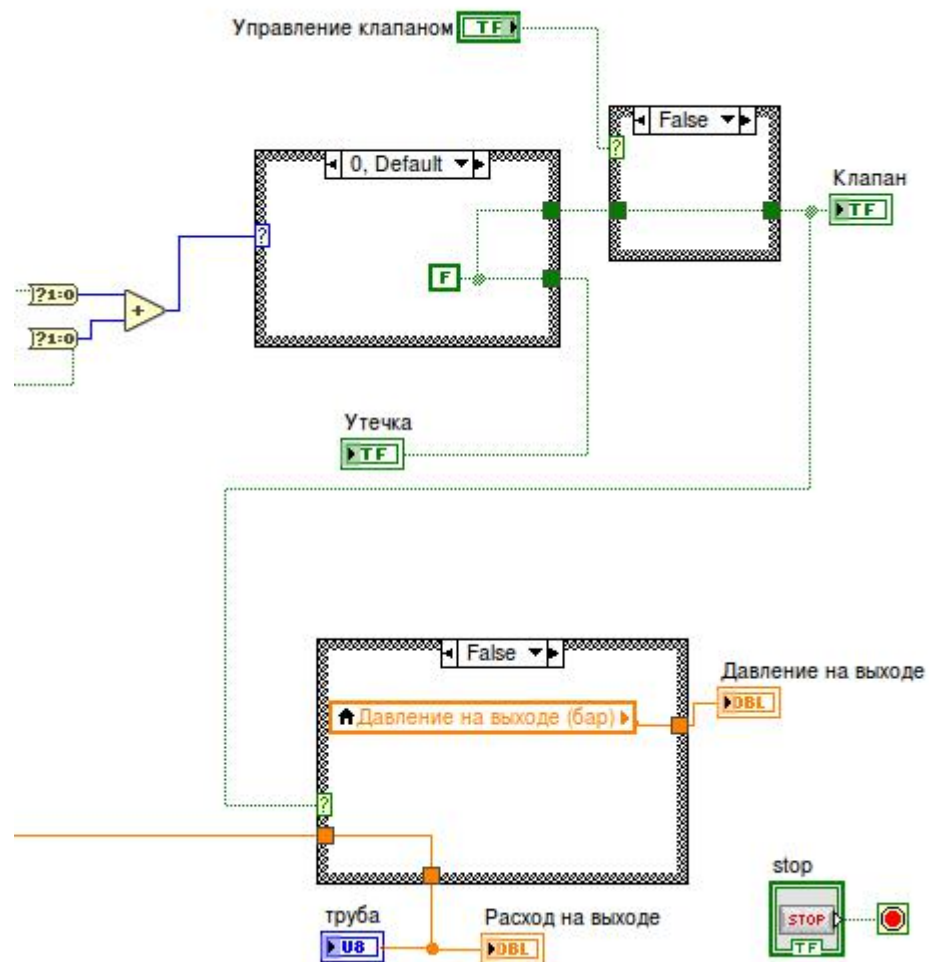 Управление клапаном
TF
False
?
Клапан
TF
0, Default
?
F
?1:0
+
?1:0
Утечка
TF
False
Давление на выходе
DBL
Давление на выходе (бар)
?
stop
STOP
TF
труба
U8
Расход на выходе
DBL